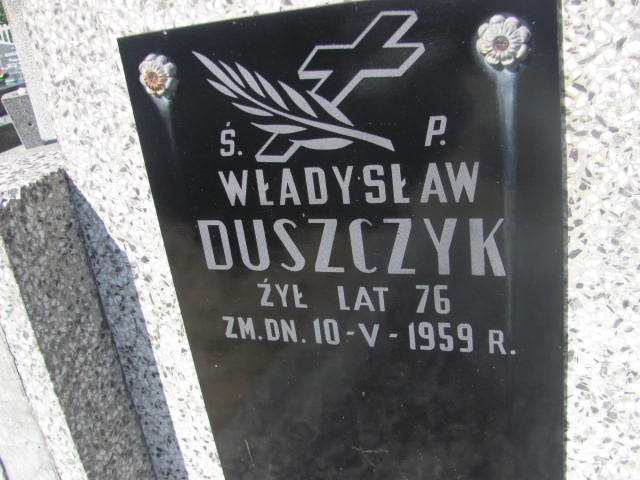 Ś. P.
WŁADYSŁAW
DUSZCZYK
ŻYŁ LAT 76
ZM. DN. 10-V-1959 R.